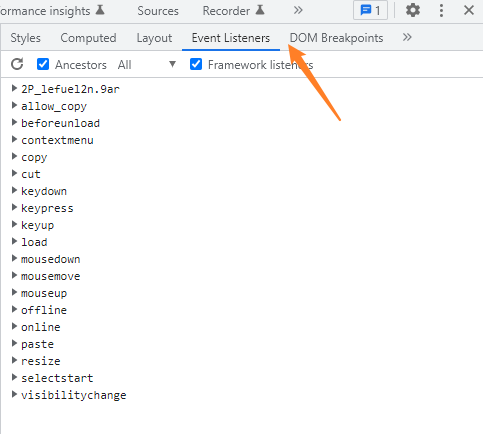 ormance insights Sources Recorder 1
Styles Computed Layout Event Listeners DOM Breakpoints
Ancestors All Framework listeners
2P_lefuel2n.9ar
allow_copy
beforeunload
contextmenu
copy
cut
keydown
keypress
keyup
load
mousedown
mousemove
mouseup
offline
online
paste
resize
selectstart
visibilitychange